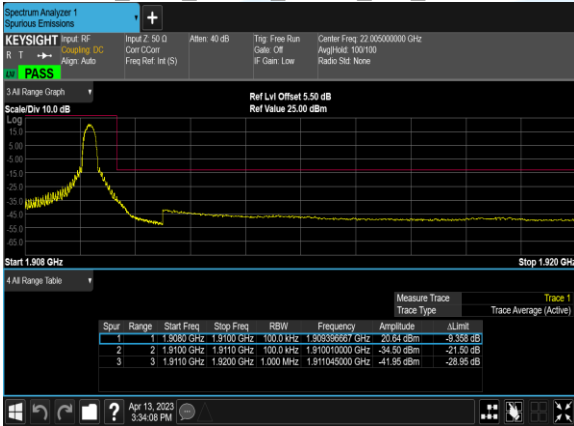 Spectrum Analyzer 1
Spurious Emissions
KEYSIGHT Input: RF Input Z: 50 Ω Atten: 40 dB Trig: Free Run Center Freq: 22.005000000 GHz
R T Coupling: DC Corr CCorr Gate: Off Avg|Hold: 100/100
Align: Auto Freq Ref: Int (S) IF Gain: Low Radio Std: None
PASS
3 All Range Graph
Ref Lvl Offset 5.50 dB
Scale/Div 10.0 dB Ref Value 25.00 dBm
Log
15.0
5.00
-5.00
-15.0
-25.0
-35.0
-45.0
-55.0
-65.0
Start 1.908 GHz Stop 1.920 GHz
4 All Range Table
Measure Trace Trace 1
Trace Type Trace Average (Active)
Spur Range Start Freq Stop Freq RBW Frequency Amplitude ΔLimit
1 1 1.9080 GHz 1.9100 GHz 100.0 kHz 1.909396667 GHz 20.64 dBm -9.358 dB
2 2 1.9100 GHz 1.9110 GHz 100.0 kHz 1.910010000 GHz -34.50 dBm -21.50 dB
3 3 1.9110 GHz 1.9200 GHz 1.000 MHz 1.911045000 GHz -41.95 dBm -28.95 dB
Apr 13, 2023
3:34:08 PM